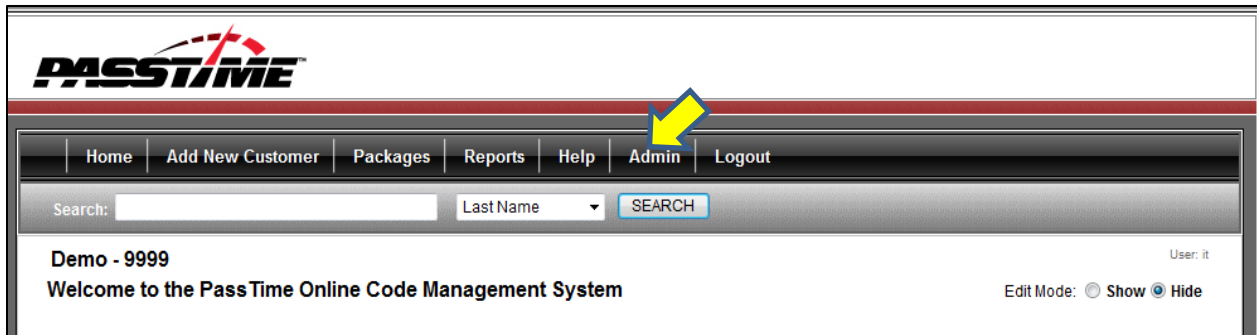 PASSTIME™
Home Add New Customer Packages Reports Help Admin Logout
Search: Last Name SEARCH
Demo - 9999 User: it
Welcome to the PassTime Online Code Management System Edit Mode: Show Hide